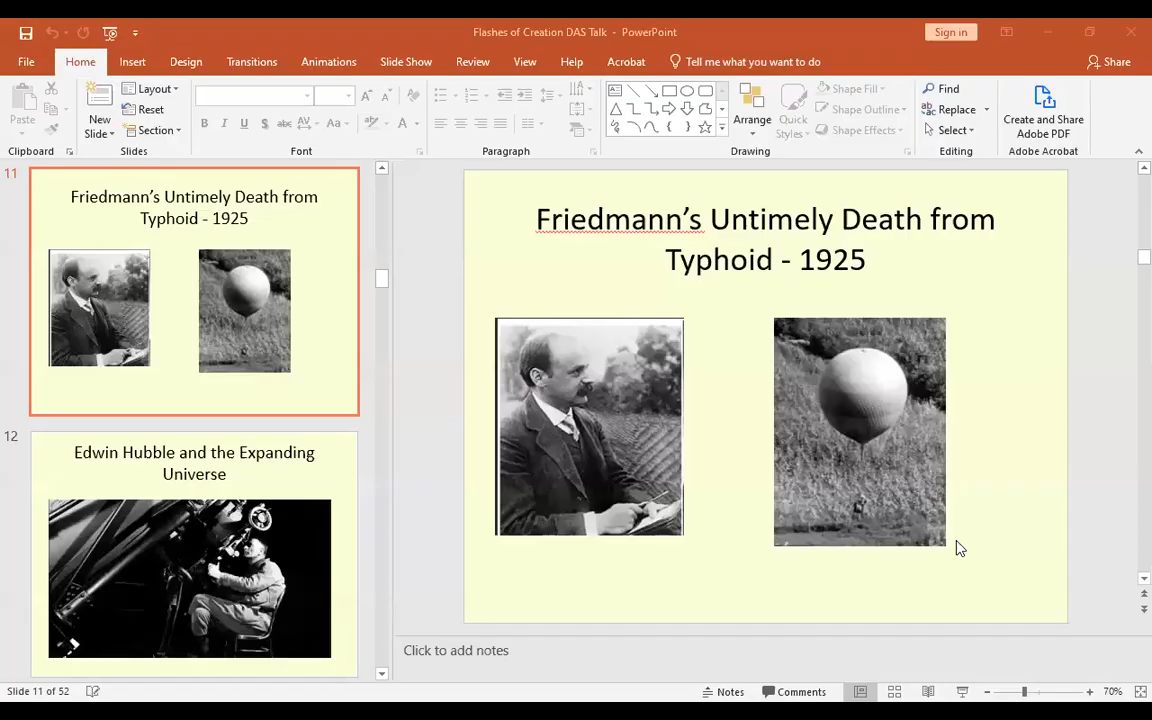 Flashes of Creation DAS Talk - PowerPoint
Sign in
File Home Insert Design Transitions Animations Slide Show Review View Help Acrobat Tell me what you want to do Share
Paste
New Slide
Layout
Reset
Section
B I U S abc AV Aa A
Arrange
Quick Styles
Shape Fill
Shape Outline
Shape Effects
Find
Replace
Select
Create and Share Adobe PDF
Clipboard Slides Font Paragraph Drawing Editing Adobe Acrobat
11
Friedmann’s Untimely Death from
Typhoid - 1925
12
Edwin Hubble and the Expanding
Universe
Friedmann’s Untimely Death from
Typhoid - 1925
Click to add notes
Slide 11 of 52 Notes Comments 70%